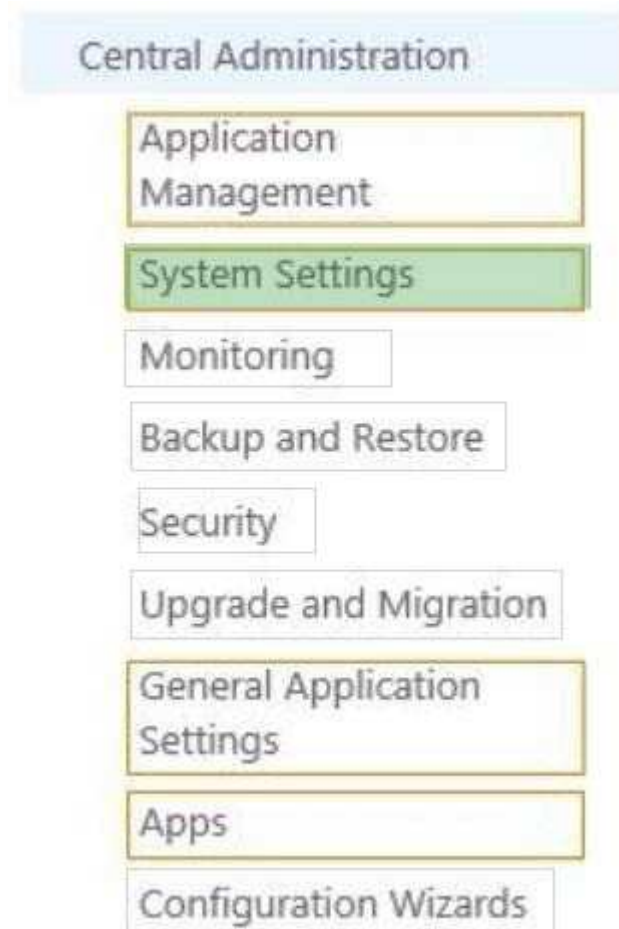 Central Administration
Application
Management
System Settings
Monitoring
Backup and Restore
Security
Upgrade and Migration
General Application
Settings
Apps
Configuration Wizards